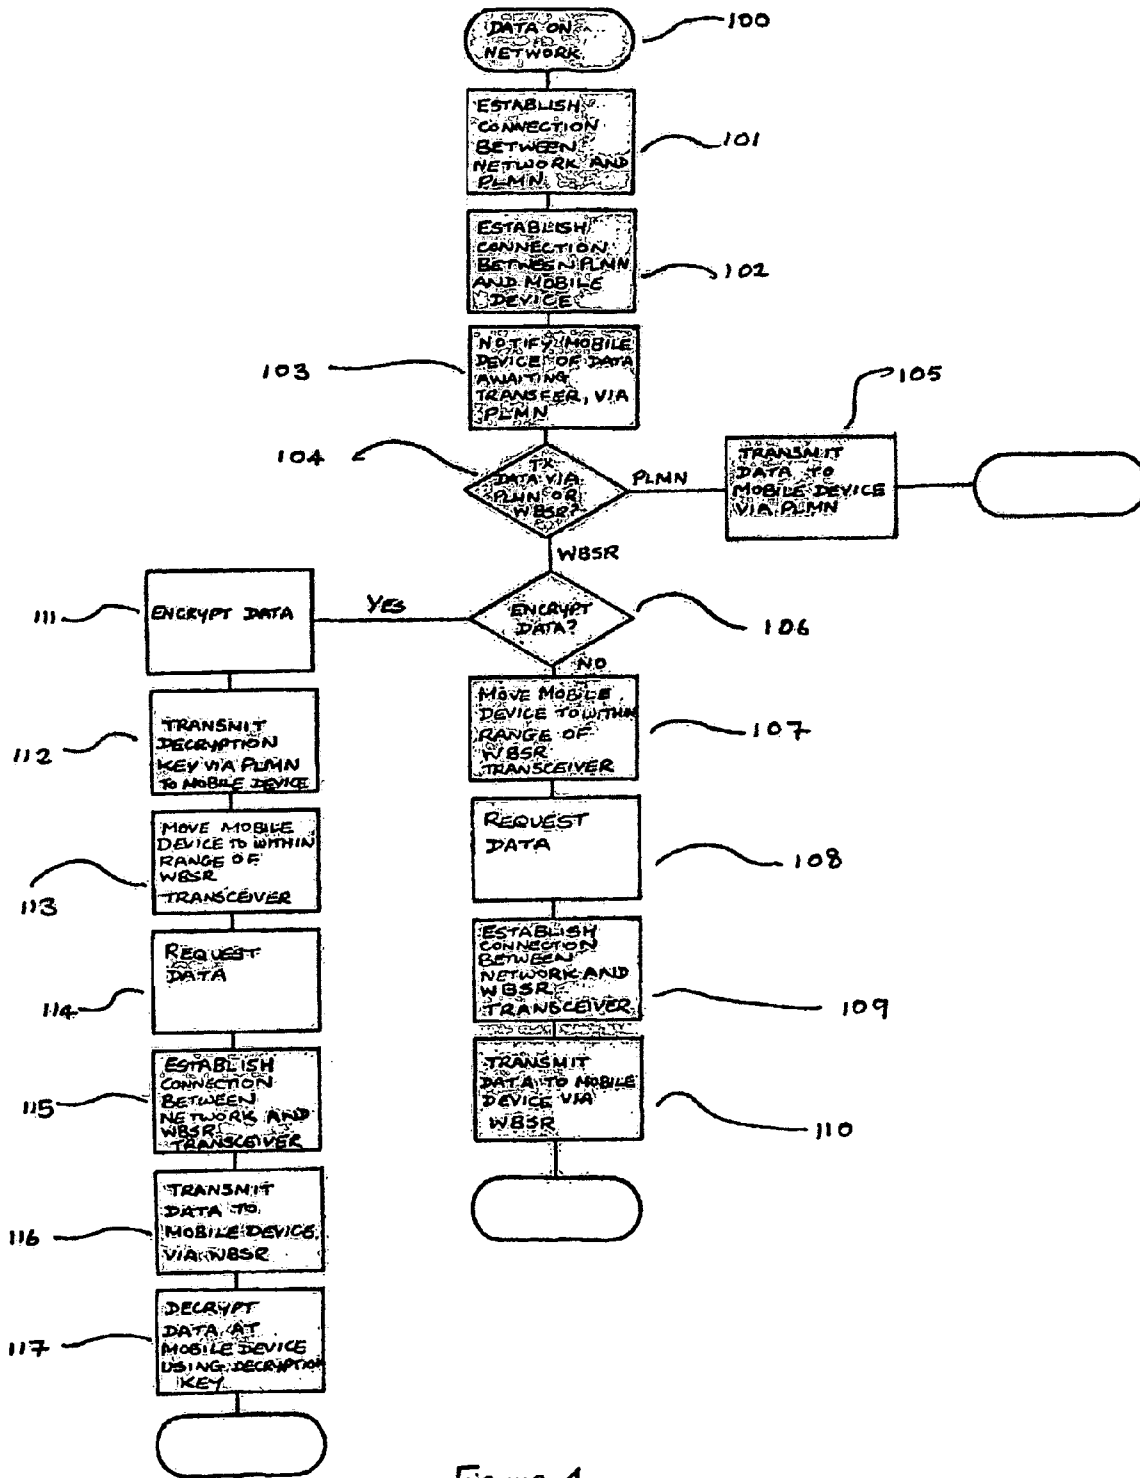 DATA ON
NETWORK
100
ESTABLISH
CONNECTION
BETWEEN
NETWORK AND
PLMN
101
ESTABLISH
CONNECTION
BETWEEN PLMN
AND MOBILE
DEVICE
102
NOTIFY MOBILE
DEVICE OF DATA
AWAITING
TRANSFER, VIA
PLMN
103
TX
DATA VIA
PLMN OR
WBSR?
104
PLMN
TRANSMIT
DATA TO
MOBILE DEVICE
VIA PLMN
105
WBSR
ENCRYPT
DATA?
106
YES
NO
ENCRYPT DATA
111
MOVE MOBILE
DEVICE TO WITHIN
RANGE OF
WBSR
TRANSCEIVER
107
TRANSMIT
DECRYPTION
KEY VIA PLMN
TO MOBILE DEVICE
112
REQUEST
DATA
108
MOVE MOBILE
DEVICE TO WITHIN
RANGE OF
WBSR
TRANSCEIVER
113
ESTABLISH
CONNECTION
BETWEEN
NETWORK AND
WBSR
TRANSCEIVER
109
REQUEST
DATA
114
TRANSMIT
DATA TO MOBILE
DEVICE VIA
WBSR
110
ESTABLISH
CONNECTION
BETWEEN
NETWORK AND
WBSR
TRANSCEIVER
115
TRANSMIT
DATA TO
MOBILE DEVICE
VIA WBSR
116
DECRYPT
DATA AT
MOBILE DEVICE
USING DECRYPTION
KEY
117